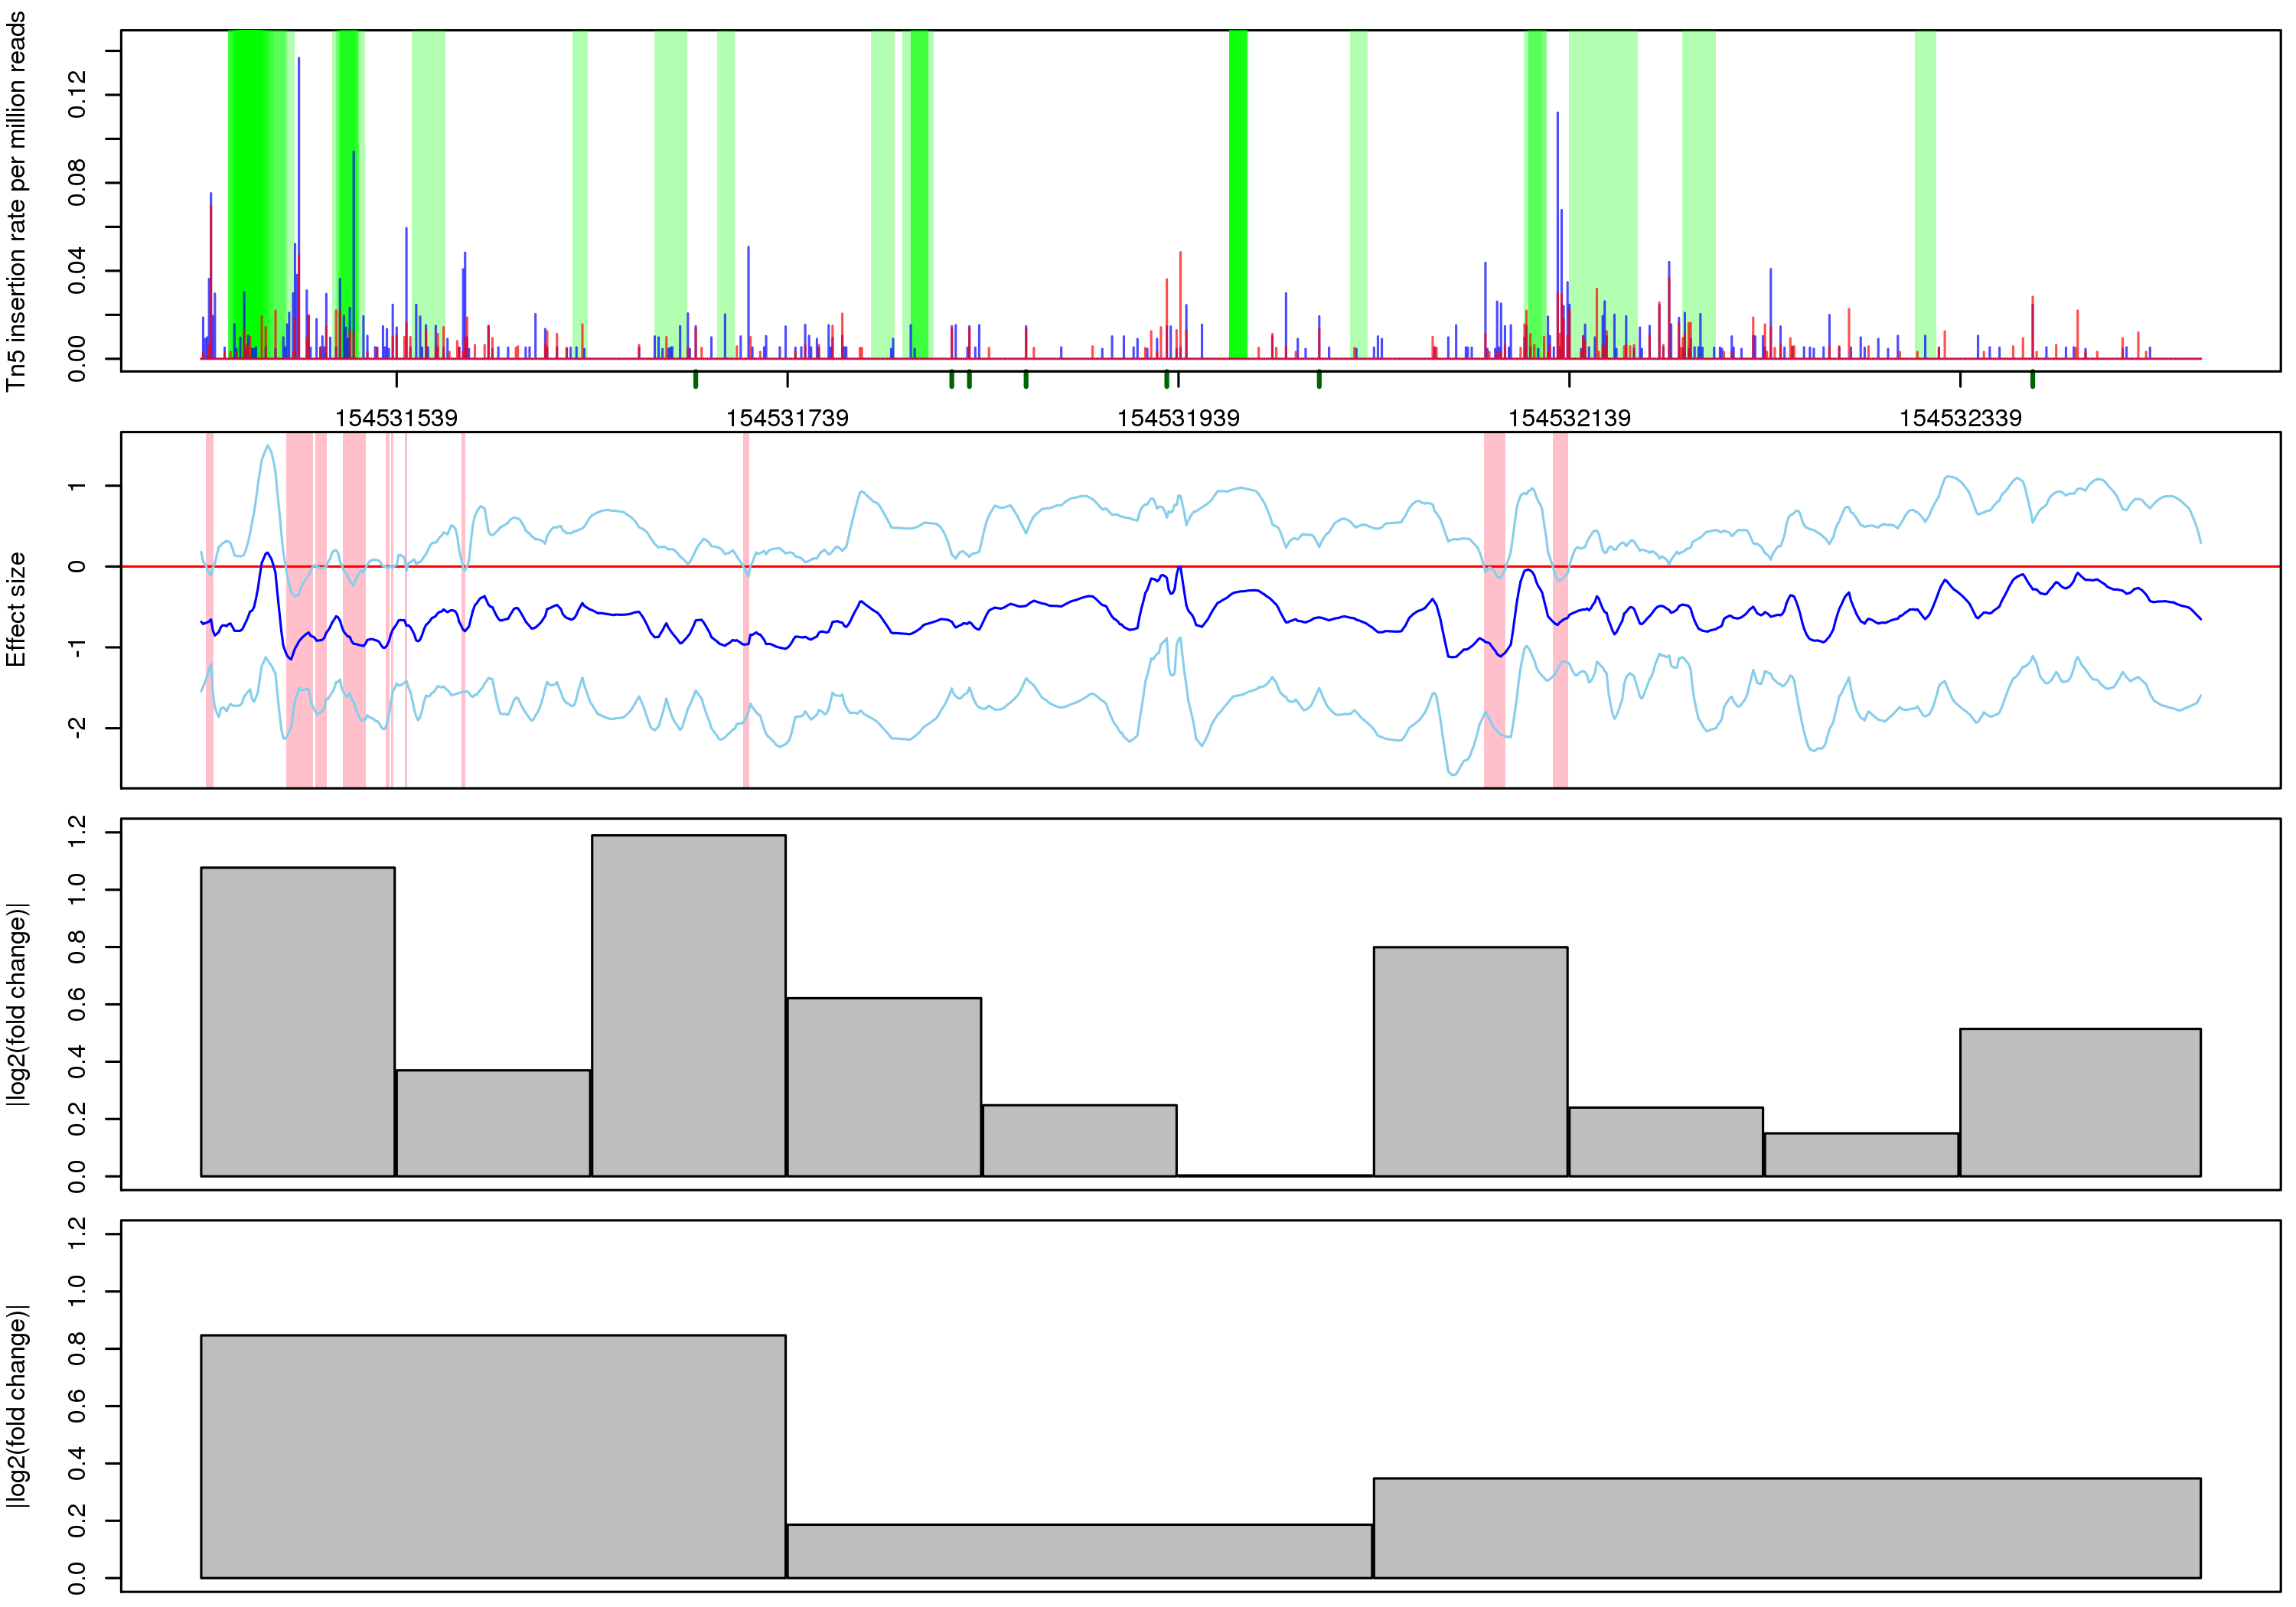 Tn5 insertion rate per million reads
0.00 0.04 0.08 0.12
154531539 154531739 154531939 154532139 154532339
Effect size
-2 -1 0 1
|log2(fold change)|
0.0 0.2 0.4 0.6 0.8 1.0 1.2
|log2(fold change)|
0.0 0.2 0.4 0.6 0.8 1.0 1.2